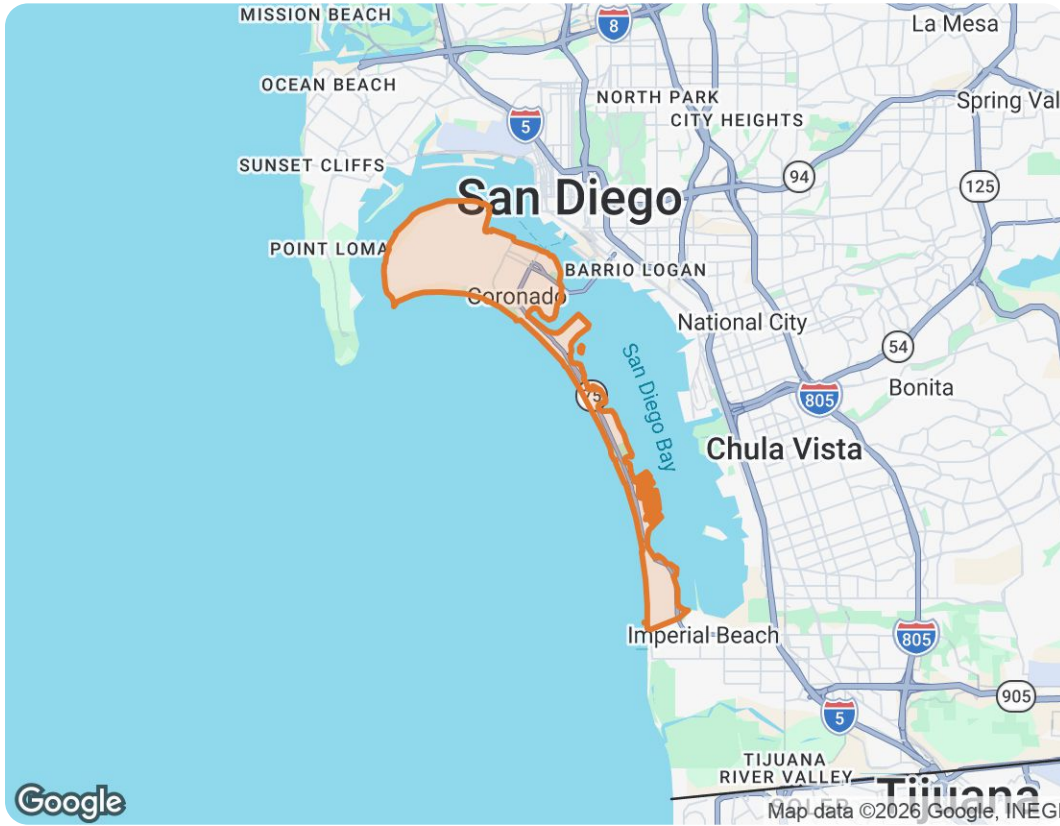 MISSION BEACH
8
La Mesa
OCEAN BEACH
NORTH PARK
Spring Val
5
CITY HEIGHTS
SUNSET CLIFFS
94
125
San Diego
POINT LOMA
BARRIO LOGAN
Coronado
National City
54
San Diego Bay
75
805
Bonita
Chula Vista
Imperial Beach
805
905
5
TIJUANA
RIVER VALLEY
Tijuana
Google
Map data ©2026 Google, INEGI